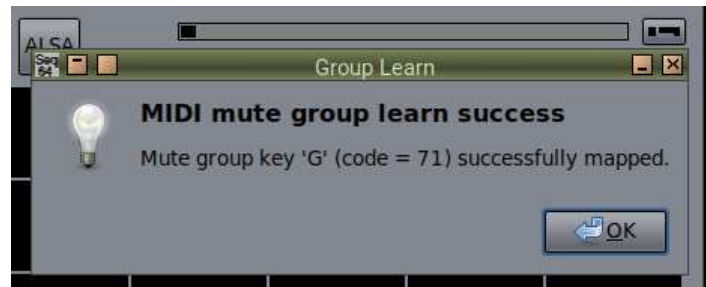 ALSA
Seq
64
Group Learn
MIDI mute group learn success
Mute group key 'G' (code = 71) successfully mapped.
OK